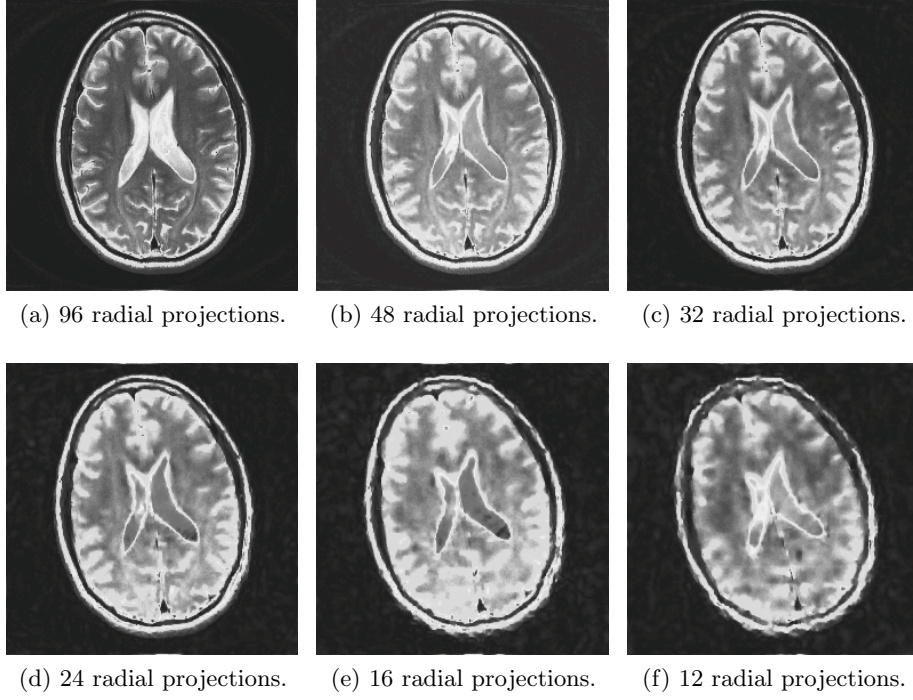 (a) 96 radial projections.
(b) 48 radial projections.
(c) 32 radial projections.
(d) 24 radial projections.
(e) 16 radial projections.
(f) 12 radial projections.